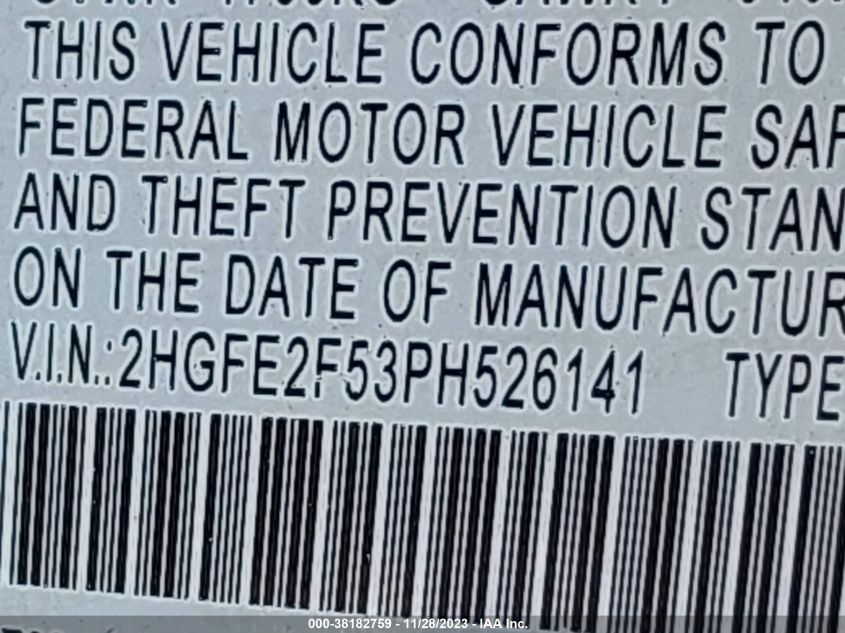 THIS VEHICLE CONFORMS TO
FEDERAL MOTOR VEHICLE SAF
AND THEFT PREVENTION STAN
ON THE DATE OF MANUFACTUR
V.I.N.:2HGFE2F53PH526141 TYPE
000-38182759 - 11/28/2023 - IAA Inc.